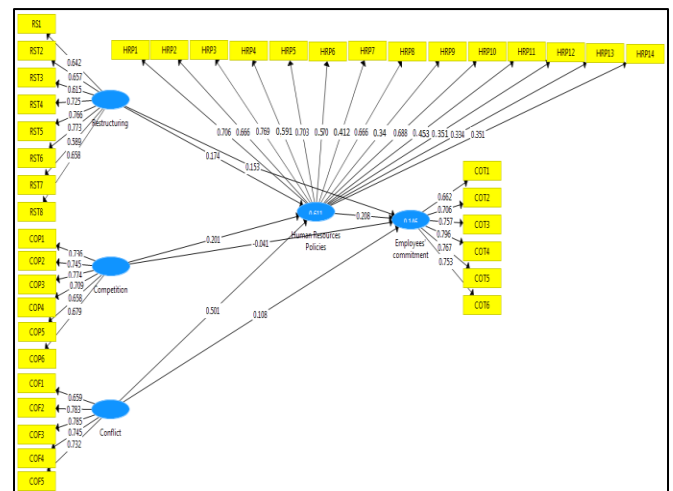 RS1
RST2
RST3
RST4
RST5
RST6
RST7
RST8
0.642
0.657
0.615
0.725
0.766
0.773
0.589
0.658
Restructuring
HRP1 HRP2 HRP3 HRP4 HRP5 HRP6 HRP7 HRP8 HRP9 HRP10 HRP11 HRP12 HRP13 HRP14
0.706 0.666 0.769 0.591 0.703 0.570 0.412 0.666 0.34 0.688 0.453 0.351 0.334 0.351
0.174
0.153
Human Resources
Policies
0.208
0.201
-0.041
0.501
0.108
Employees
commitment
0.662
0.706
0.757
0.796
0.767
0.753
COT1
COT2
COT3
COT4
COT5
COT6
COP1
COP2
COP3
COP4
COP5
COP6
0.745
0.774
0.709
0.658
0.679
Competition
COF1
COF2
COF3
COF4
COF5
0.659
0.783
0.785
0.745
0.732
Conflict